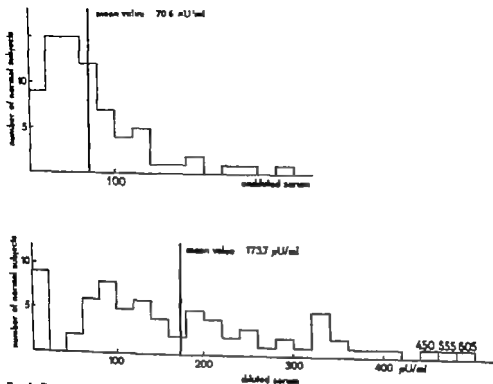 mean value 70.6 µU/ml
number of normal subjects
10
5
100
undiluted serum
mean value 173.7 µU/ml
number of normal subjects
10
5
450 555 605
100
200
300
400
µU/ml
diluted serum